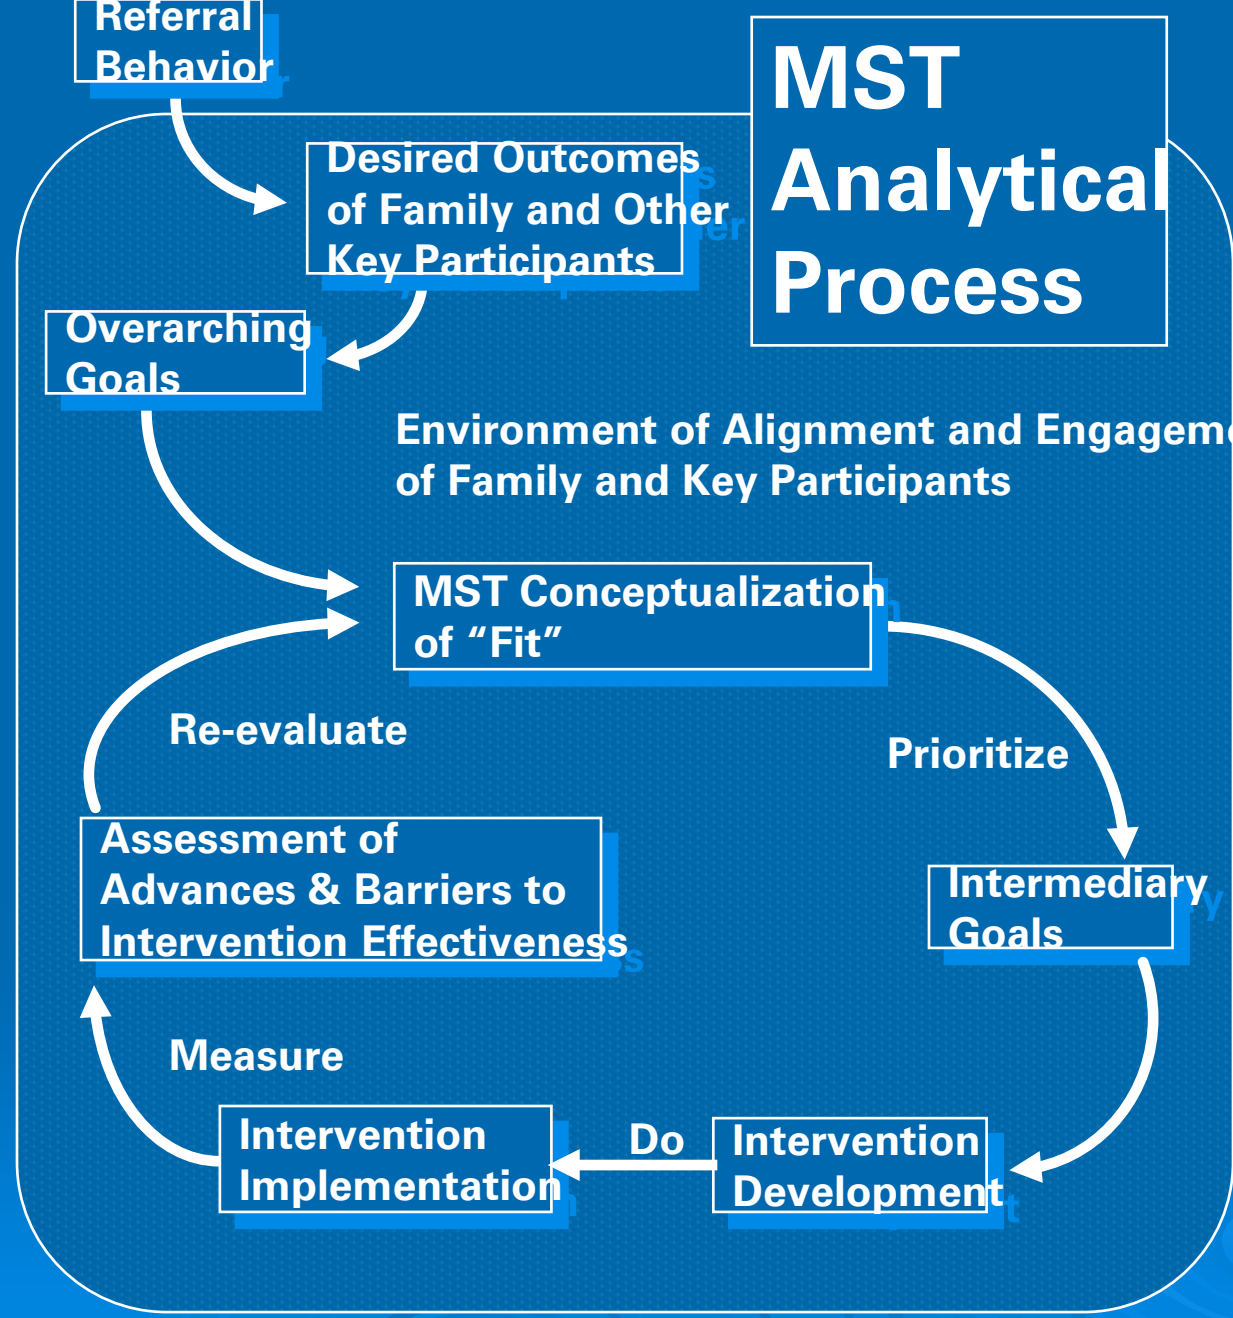 Referral
Behavior
MST
Analytical
Process
Desired Outcomes
of Family and Other
Key Participants
Overarching
Goals
Environment of Alignment and Engagem
of Family and Key Participants
MST Conceptualization
of “Fit”
Re-evaluate
Prioritize
Assessment of
Advances & Barriers to
Intervention Effectiveness
Intermediary
Goals
Measure
Intervention
Implementation
Do
Intervention
Development